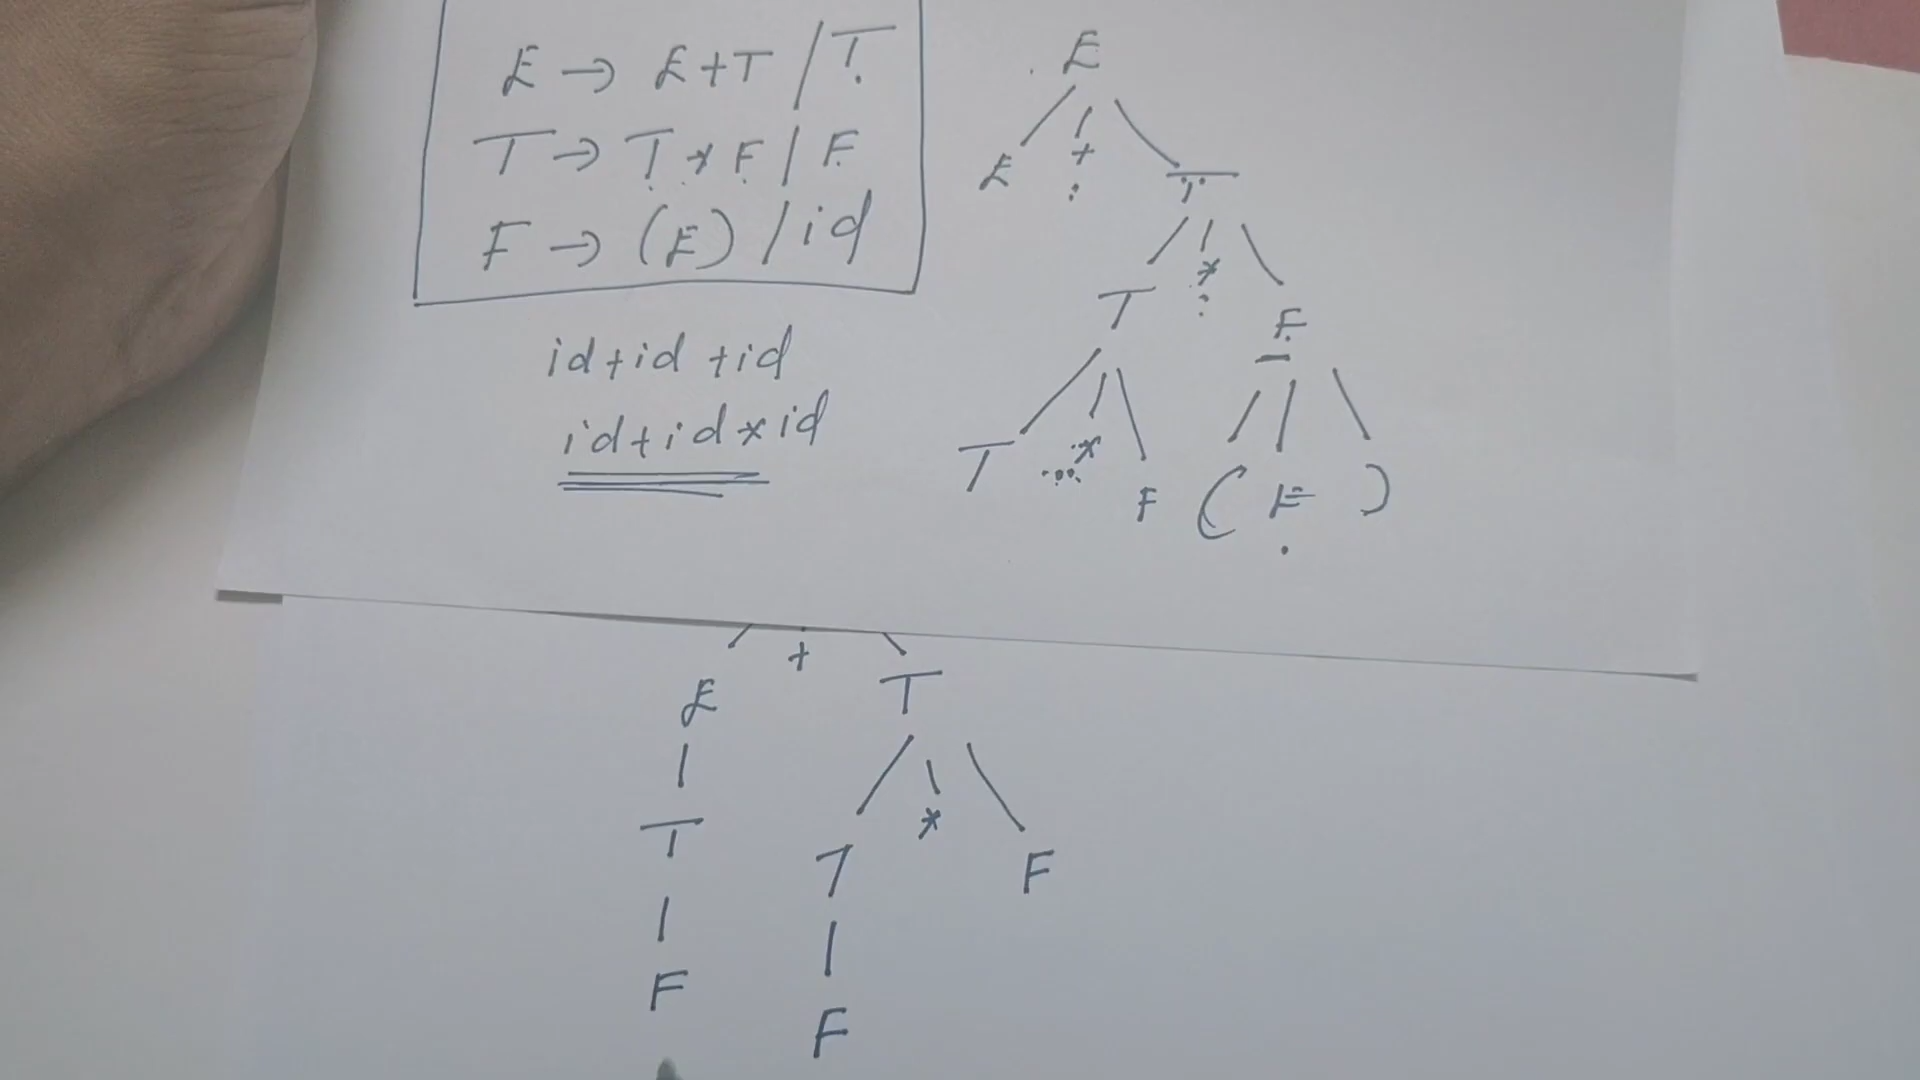 E → E+T / T
T → T * F / F
F → (E) / id
id+id +id
id+id*id
E
E + T
T * F
T * F ( E )
+
E T
T *
T F
F
F